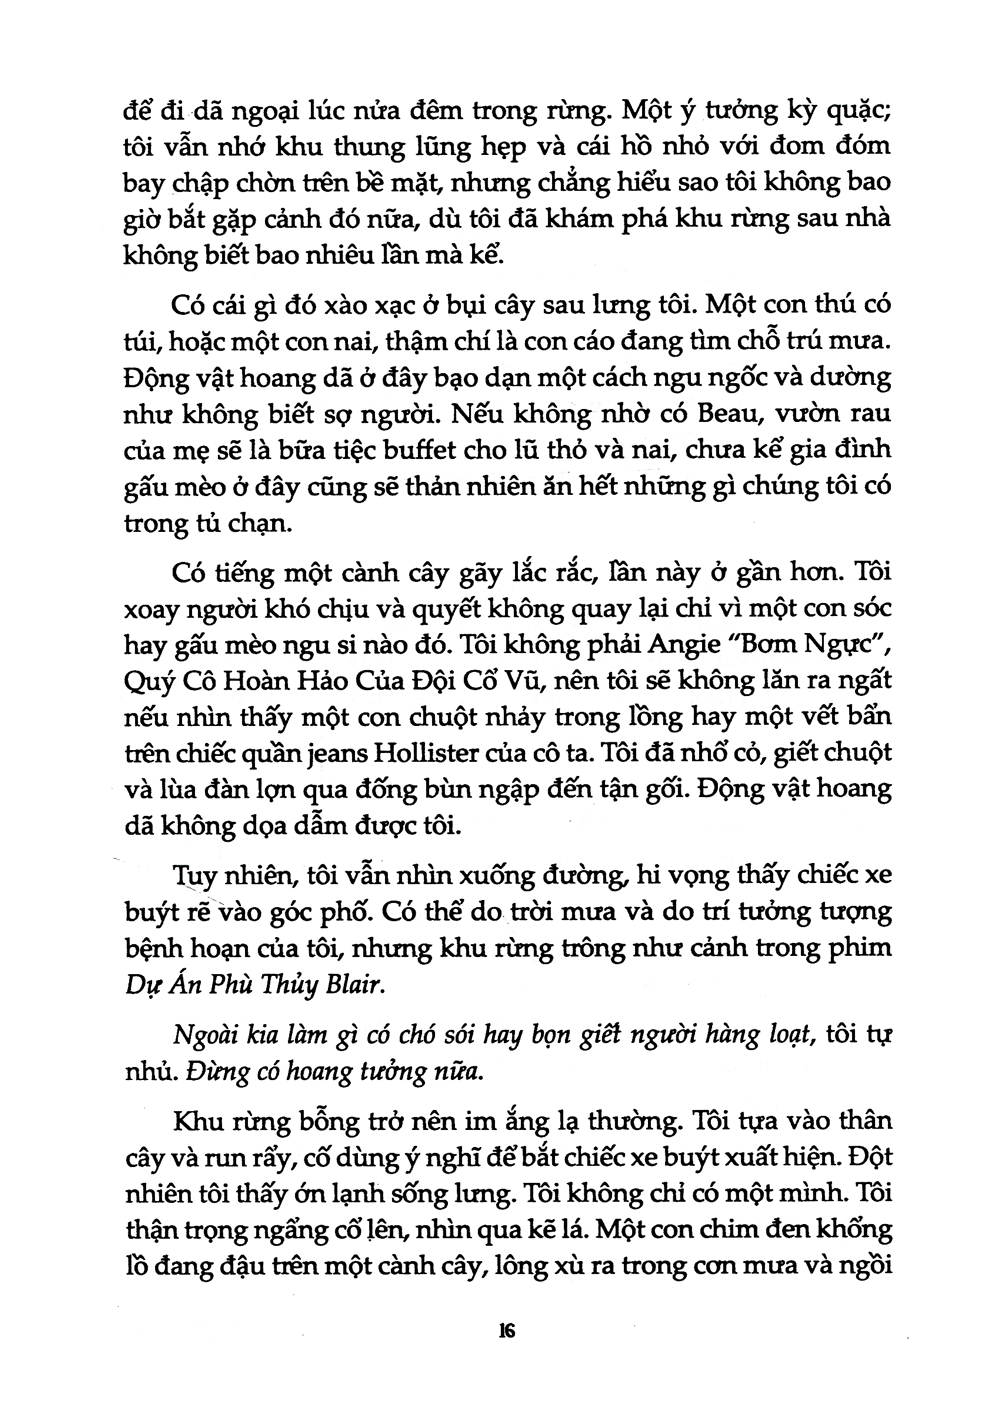 để đi dã ngoại lúc nửa đêm trong rừng. Một ý tưởng kỳ quặc;
tôi vẫn nhớ khu thung lũng hẹp và cái hồ nhỏ với đom đóm
bay chập chờn trên bề mặt, nhưng chẳng hiểu sao tôi không bao
giờ bắt gặp cảnh đó nữa, dù tôi đã khám phá khu rừng sau nhà
không biết bao nhiêu lần mà kể.
Có cái gì đó xào xạc ở bụi cây sau lưng tôi. Một con thú có
túi, hoặc một con nai, thậm chí là con cáo đang tìm chỗ trú mưa.
Động vật hoang dã ở đây bạo dạn một cách ngu ngốc và dường
như không biết sợ người. Nếu không nhờ có Beau, vườn rau
của mẹ sẽ là bữa tiệc buffet cho lũ thỏ và nai, chưa kể gia đình
gấu mèo ở đây cũng sẽ thản nhiên ăn hết những gì chúng tôi có
trong tủ chạn.
Có tiếng một cành cây gãy lắc rắc, lần này ở gần hơn. Tôi
xoay người khó chịu và quyết không quay lại chỉ vì một con sóc
hay gấu mèo ngu si nào đó. Tôi không phải Angie "Bơm Ngực",
Quý Cô Hoàn Hảo Của Đội Cổ Vũ, nên tôi sẽ không lăn ra ngất
nếu nhìn thấy một con chuột nhảy trong lồng hay một vết bẩn
trên chiếc quần jeans Hollister của cô ta. Tôi đã nhổ cỏ, giết chuột
và lùa đàn lợn qua đống bùn ngập đến tận gối. Động vật hoang
dã không dọa dẫm được tôi.
Tuy nhiên, tôi vẫn nhìn xuống đường, hi vọng thấy chiếc xe
buýt rẽ vào góc phố. Có thể do trời mưa và do trí tưởng tượng
bệnh hoạn của tôi, nhưng khu rừng trông như cảnh trong phim
Dự Án Phù Thủy Blair.
Ngoài kia làm gì có chó sói hay bọn giết người hàng loạt, tôi tự
nhủ. Đừng có hoang tưởng nữa.
Khu rừng bỗng trở nên im ắng lạ thường. Tôi tựa vào thân
cây và run rẩy, cố dùng ý nghĩ để bắt chiếc xe buýt xuất hiện. Đột
nhiên tôi thấy ớn lạnh sống lưng. Tôi không chỉ có một mình. Tôi
thận trọng ngẩng cổ lên, nhìn qua kẽ lá. Một con chim đen khổng
lồ đang đậu trên một cành cây, lông xù ra trong cơn mưa và ngồi
16